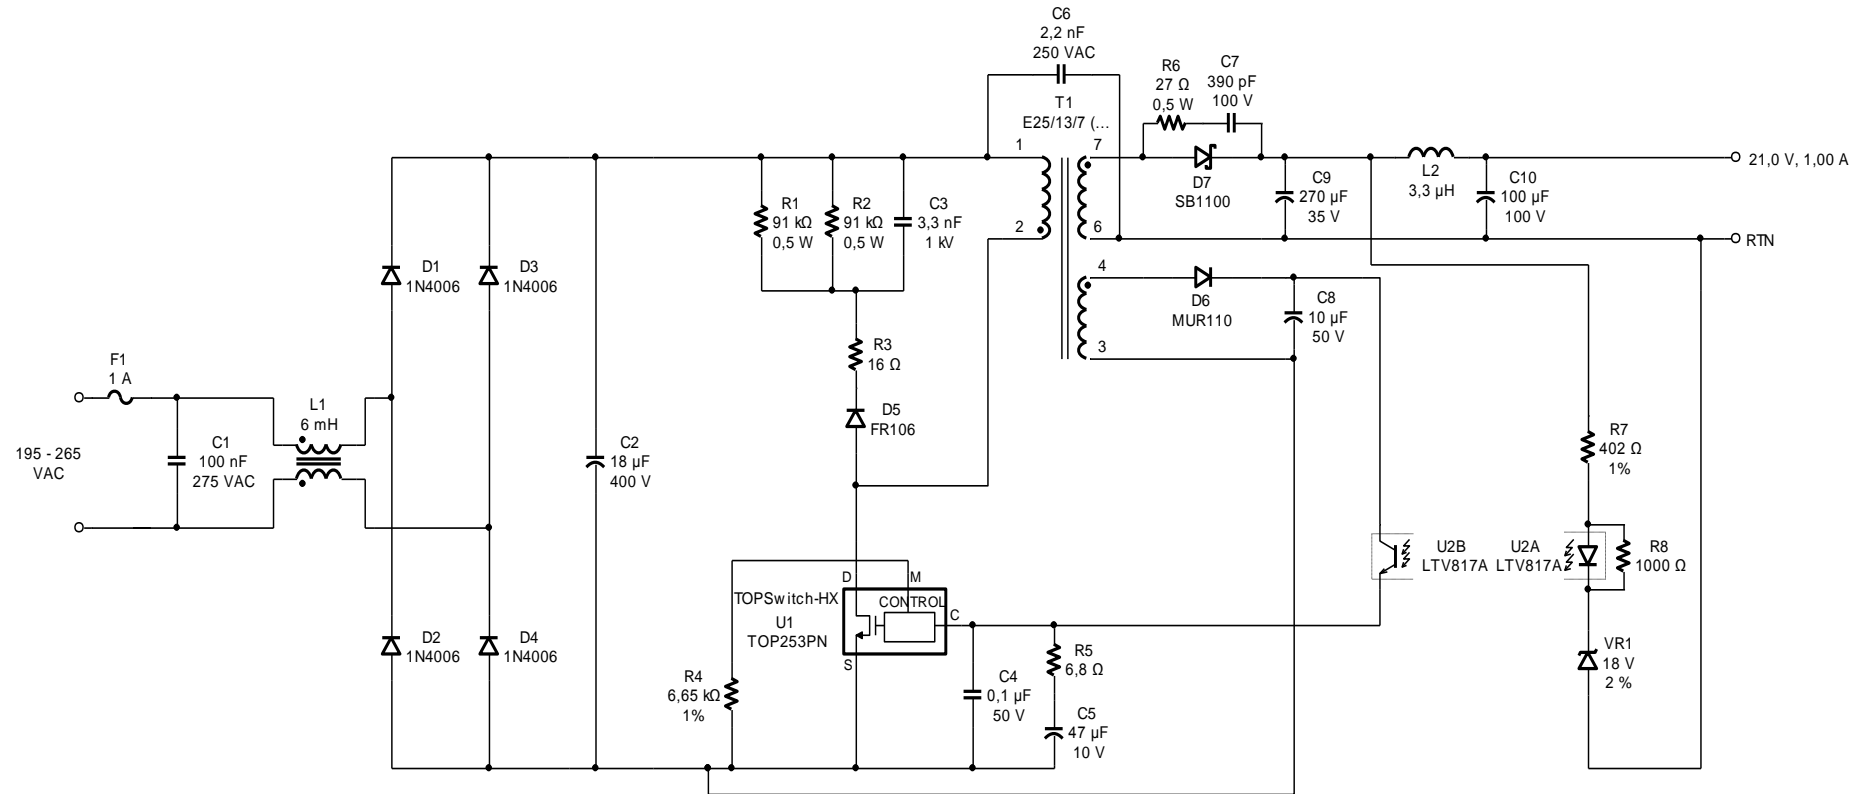 C6
2,2 nF
250 VAC
T1
E25/13/7 (...
1
2
7
6
4
3
R6
27 Ω
0,5 W
C7
390 pF
100 V
D7
SB1100
C9
270 µF
35 V
L2
3,3 µH
C10
100 µF
100 V
21,0 V, 1,00 A
RTN
R1
91 kΩ
0,5 W
R2
91 kΩ
0,5 W
C3
3,3 nF
1 kV
D1
1N4006
D3
1N4006
D6
MUR110
C8
10 µF
50 V
R3
16 Ω
D5
FR106
F1
1 A
L1
6 mH
C1
100 nF
275 VAC
195 - 265
VAC
C2
18 µF
400 V
R7
402 Ω
1%
U2B
LTV817A
U2A
LTV817A
R8
1000 Ω
D
M
TOPSwitch-HX
CONTROL
C
U1
TOP253PN
S
D2
1N4006
D4
1N4006
R4
6,65 kΩ
1%
C4
0,1 µF
50 V
R5
6,8 Ω
C5
47 µF
10 V
VR1
18 V
2 %